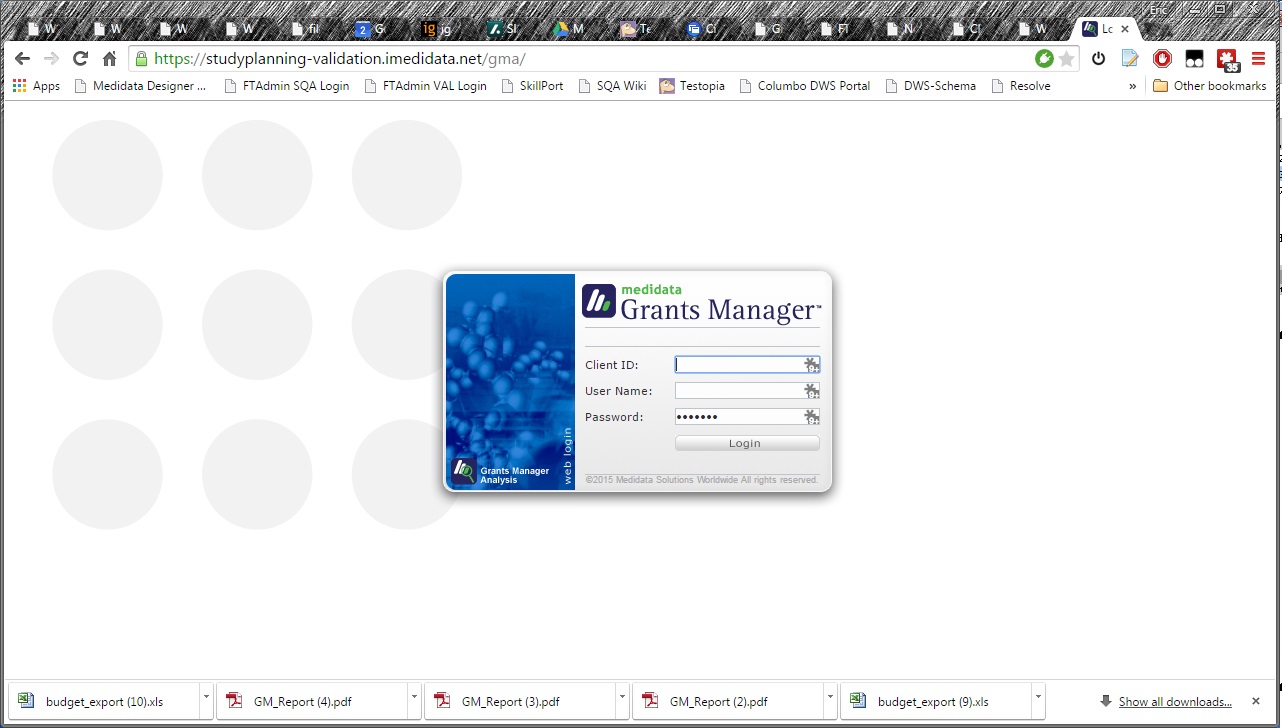 Eric
W W W W fil G jg Sl M Te Cl G Fl N Cl W Lc
https://studyplanning-validation.imedidata.net/gma/
35
Apps Medidata Designer ... FTAdmin SQA Login FTAdmin VAL Login SkillPort SQA Wiki Testopia Columbo DWS Portal DWS-Schema Resolve » Other bookmarks
medidata
Grants Manager™
Client ID:
User Name:
Password: •••••••
Login
web login
Grants Manager
Analysis
©2015 Medidata Solutions Worldwide All rights reserved.
budget_export (10).xls GM_Report (4).pdf GM_Report (3).pdf GM_Report (2).pdf budget_export (9).xls Show all downloads...